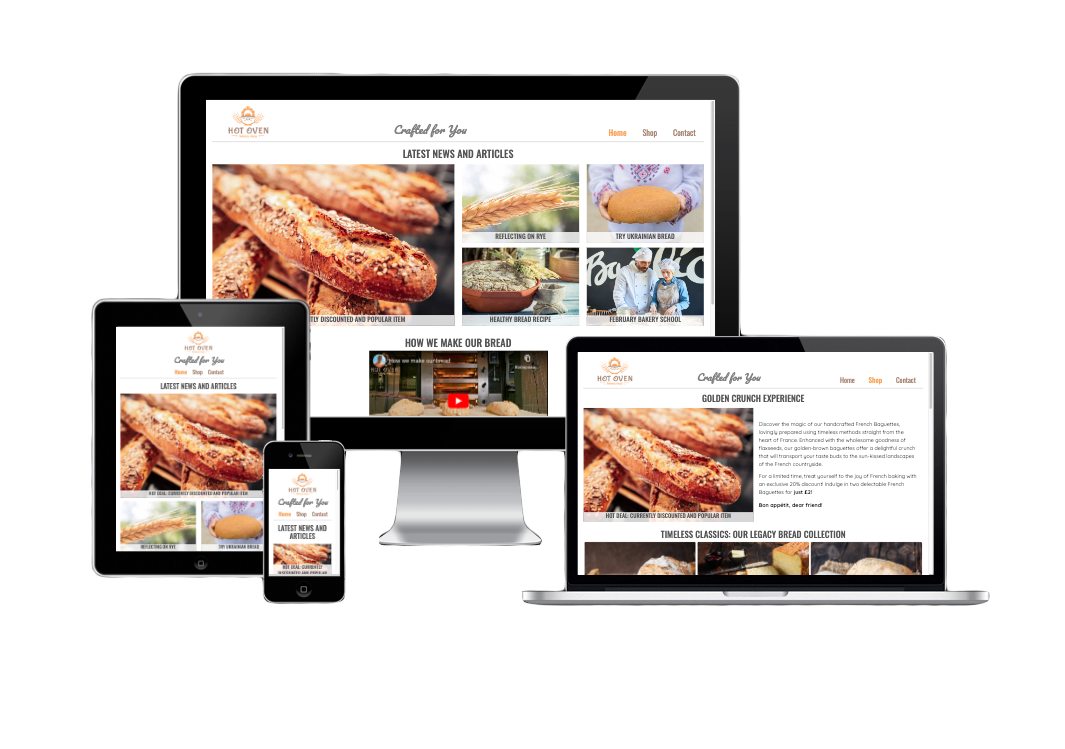 HOT OVEN
Crafted for You
Home Shop Contact
LATEST NEWS AND ARTICLES
REFLECTING ON RYE
TRY UKRAINIAN BREAD
DISCOUNTED AND POPULAR ITEM
HEALTHY BREAD RECIPE
FEBRUARY BAKERY SCHOOL
HOW WE MAKE OUR BREAD
How we make our bread
HOT OVEN
Crafted for You
Home Shop Contact
LATEST NEWS AND ARTICLES
HOT DEAL: CURRENTLY DISCOUNTED AND POPULAR ITEM
REFLECTING ON RYE
TRY UKRAINIAN BREAD
HOT OVEN
Crafted for You
Home Shop Contact
LATEST NEWS AND
ARTICLES
HOT DEAL: CURRENTLY
DISCOUNTED AND POPULAR
HOT OVEN
Crafted for You
Home Shop Contact
GOLDEN CRUNCH EXPERIENCE
Discover the magic of our handcrafted French Baguettes,
lovingly prepared using timeless methods straight from the
heart of France. Enhanced with the wholesome goodness of
flaxseeds, our golden-brown baguettes offer a delightful crunch
that will transport your taste buds to the sun-kissed landscapes
of the French countryside.
For a limited time, treat yourself to the joy of French baking with
an exclusive 20% discount! Indulge in two delectable French
Baguettes for just £2!
Bon appétit, dear friend!
HOT DEAL: CURRENTLY DISCOUNTED AND POPULAR ITEM
TIMELESS CLASSICS: OUR LEGACY BREAD COLLECTION